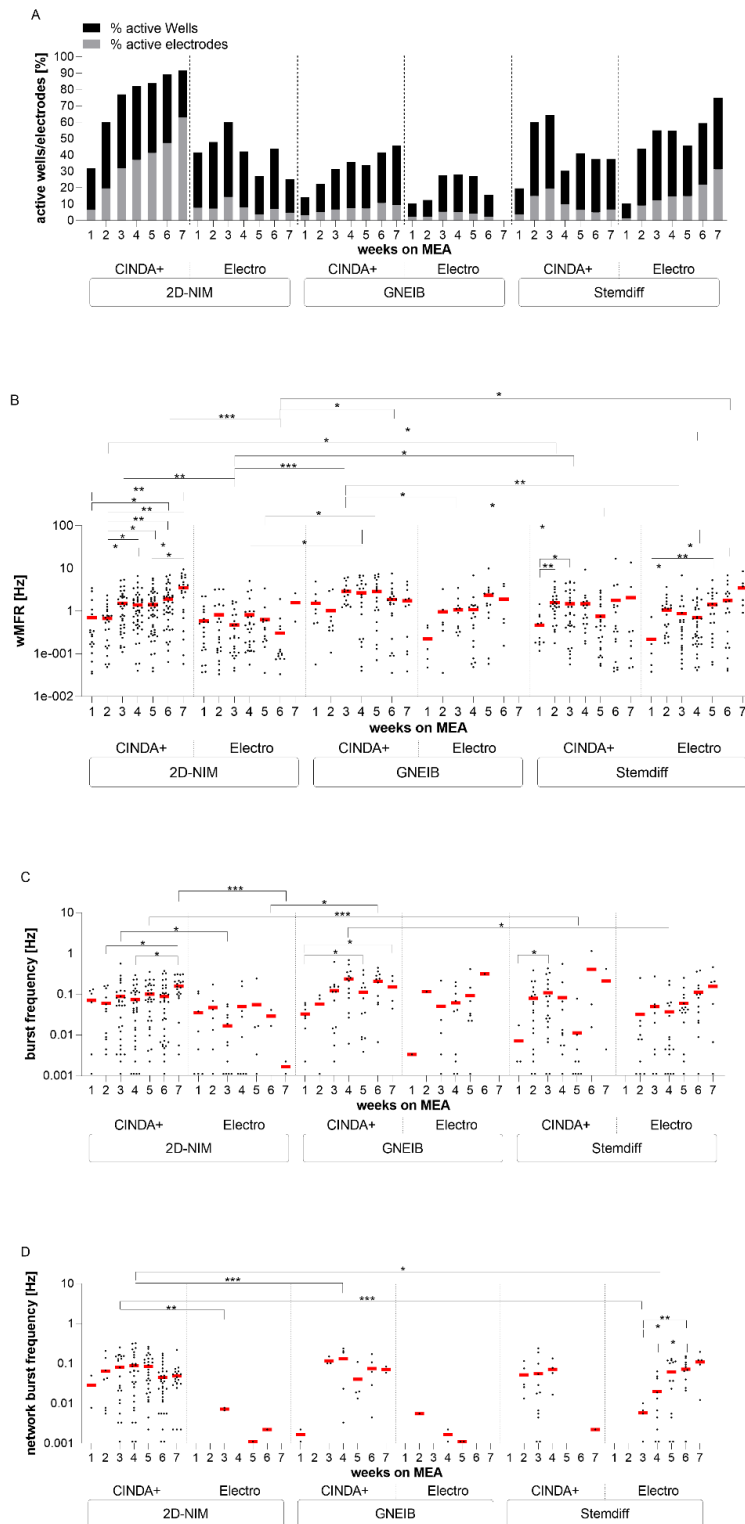 A
% active Wells
% active electrodes
active wells/electrodes [%]
100
90
80
70
60
50
40
30
20
10
0
1 2 3 4 5 6 7 1 2 3 4 5 6 7 1 2 3 4 5 6 7 1 2 3 4 5 6 7 1 2 3 4 5 6 7 1 2 3 4 5 6 7
weeks on MEA
CINDA+ Electro CINDA+ Electro CINDA+ Electro
2D-NIM GNEIB Stemdiff
B
*
*** *
*
* *
*
** ***
** **
* *
** * *
** *
* * * *
* * * * ** **
* *
wMFR [Hz]
100
10
1
1e-001
1e-002
1 2 3 4 5 6 7 1 2 3 4 5 6 7 1 2 3 4 5 6 7 1 2 3 4 5 6 7 1 2 3 4 5 6 7 1 2 3 4 5 6 7
weeks on MEA
CINDA+ Electro CINDA+ Electro CINDA+ Electro
2D-NIM GNEIB Stemdiff
C
***
*
***
* *
* *
* * *
burst frequency [Hz]
10
1
0.1
0.01
0.001
1 2 3 4 5 6 7 1 2 3 4 5 6 7 1 2 3 4 5 6 7 1 2 3 4 5 6 7 1 2 3 4 5 6 7 1 2 3 4 5 6 7
weeks on MEA
CINDA+ Electro CINDA+ Electro CINDA+ Electro
2D-NIM GNEIB Stemdiff
D
*
***
***
**
**
*
*
network burst frequency [Hz]
10
1
0.1
0.01
0.001
1 2 3 4 5 6 7 1 2 3 4 5 6 7 1 2 3 4 5 6 7 1 2 3 4 5 6 7 1 2 3 4 5 6 7 1 2 3 4 5 6 7
weeks on MEA
CINDA+ Electro CINDA+ Electro CINDA+ Electro
2D-NIM GNEIB Stemdiff